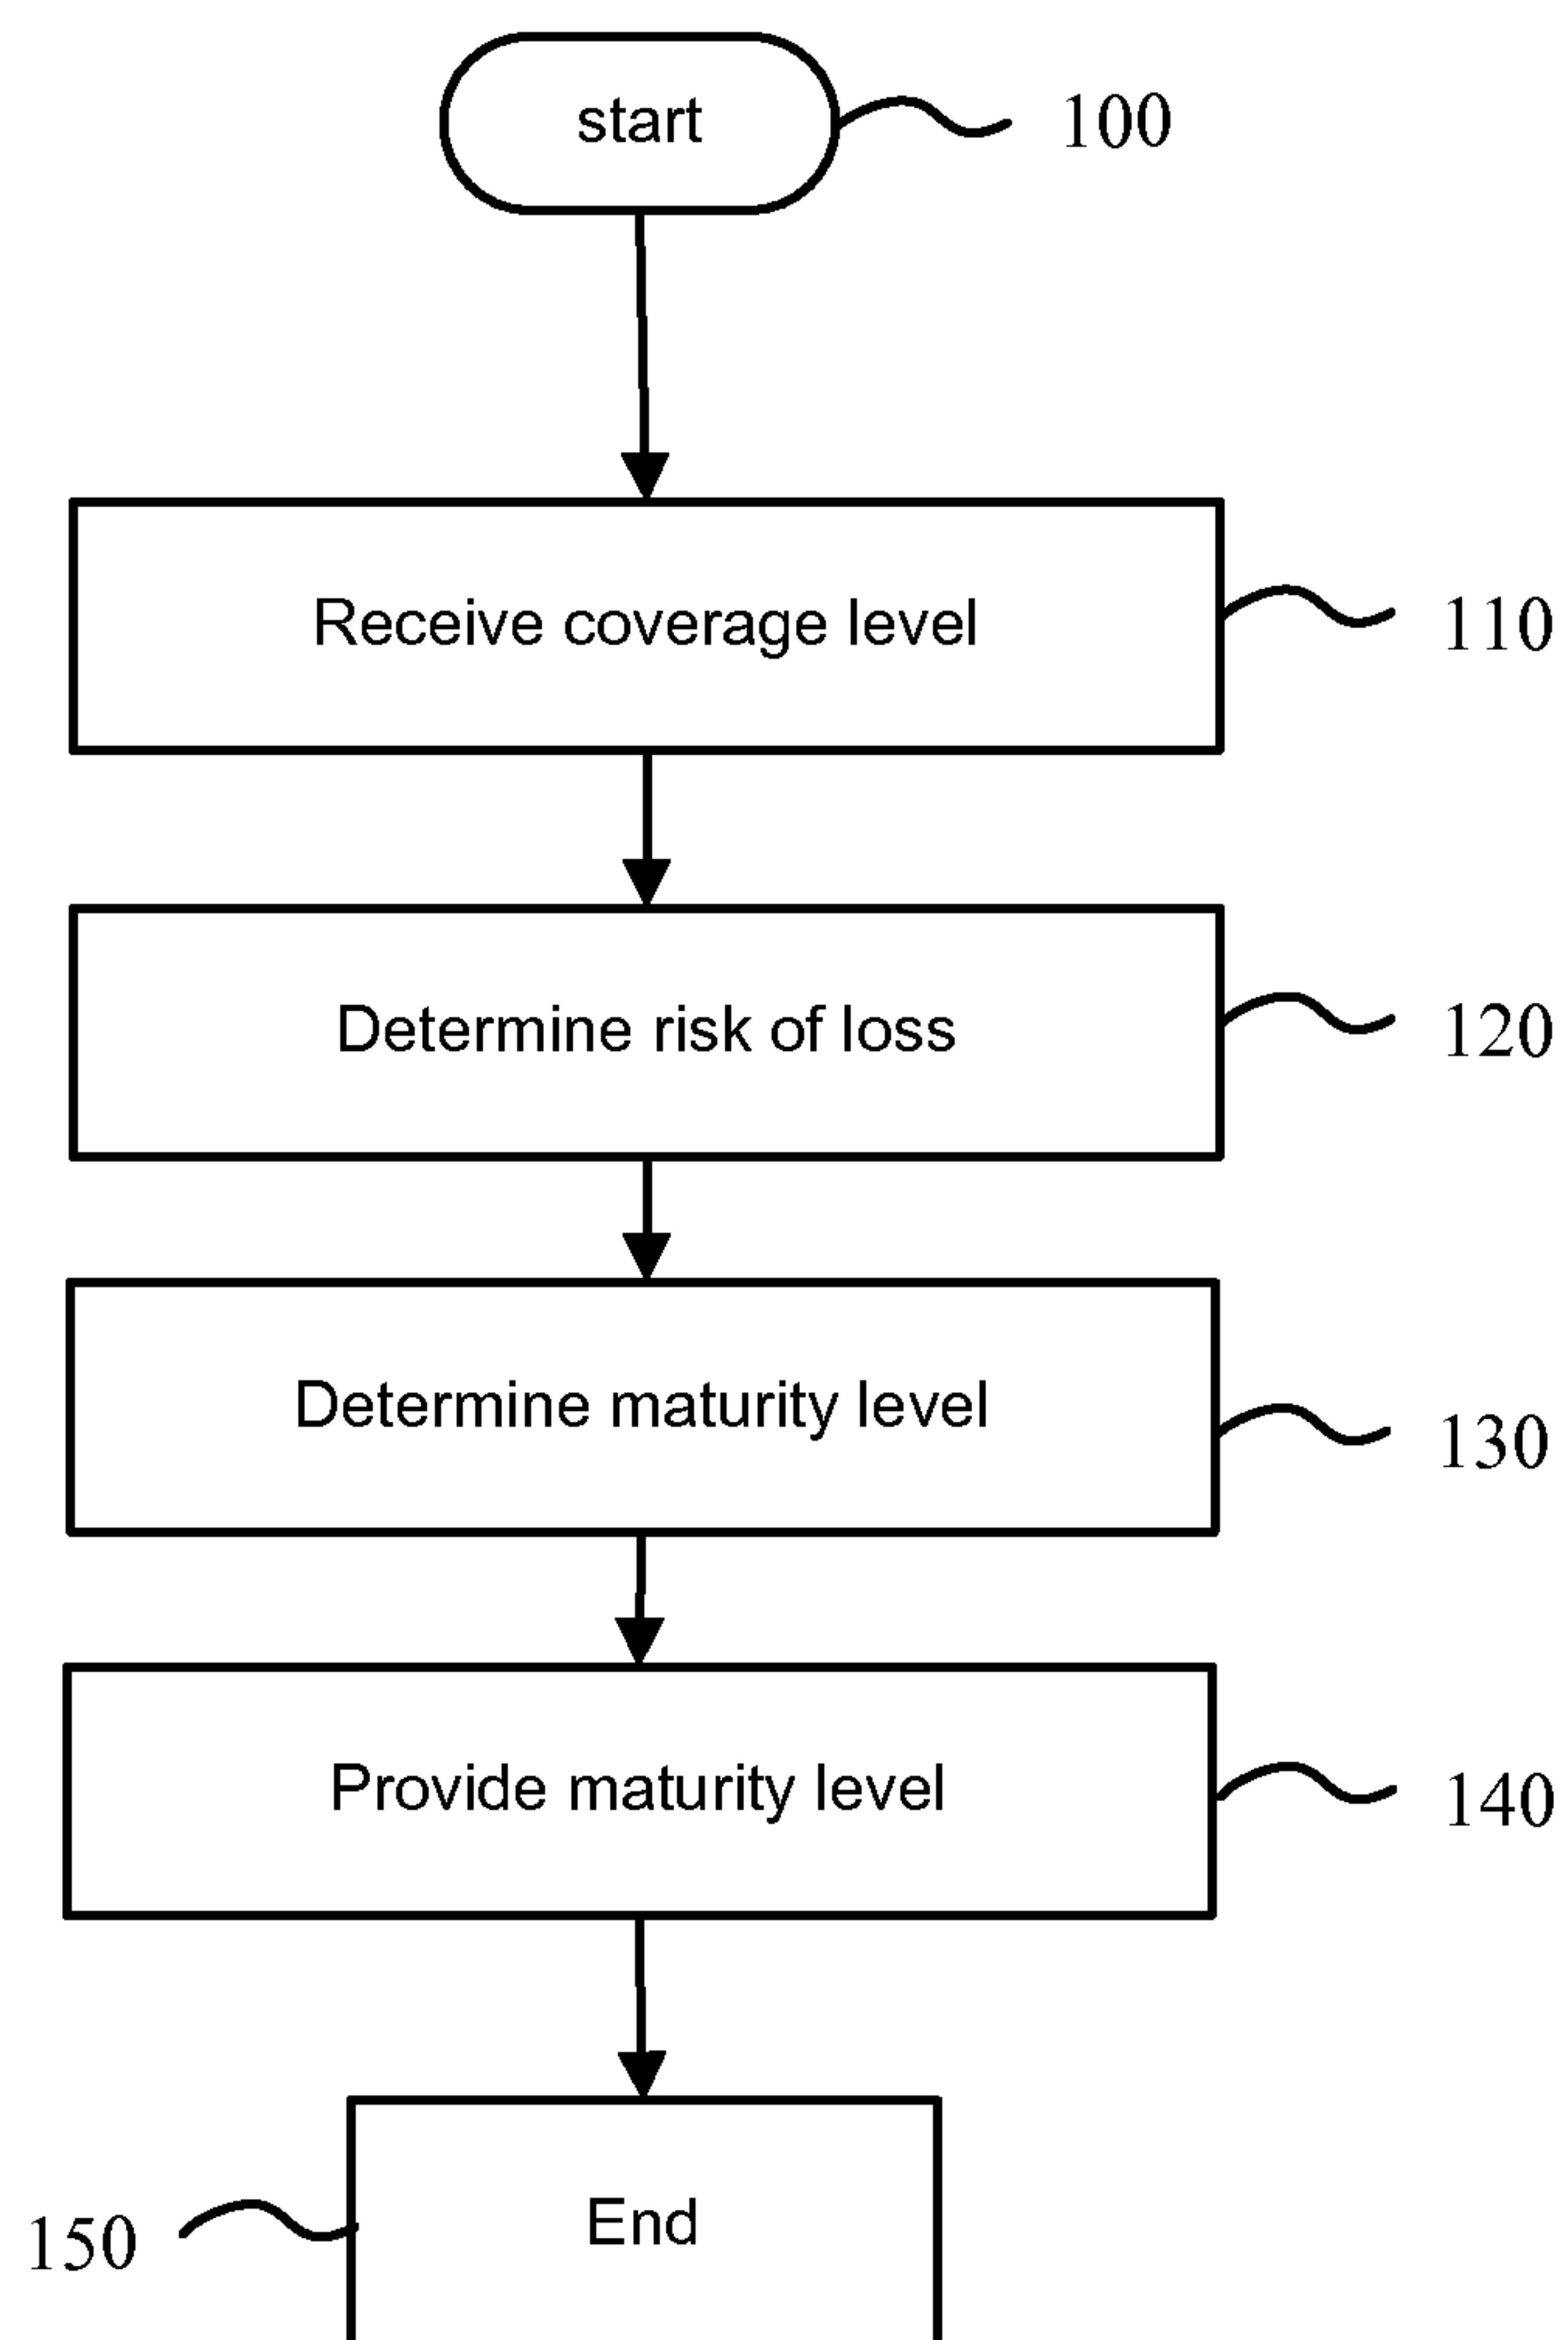 start
100
Receive coverage level
110
Determine risk of loss
120
Determine maturity level
130
Provide maturity level
140
End
150